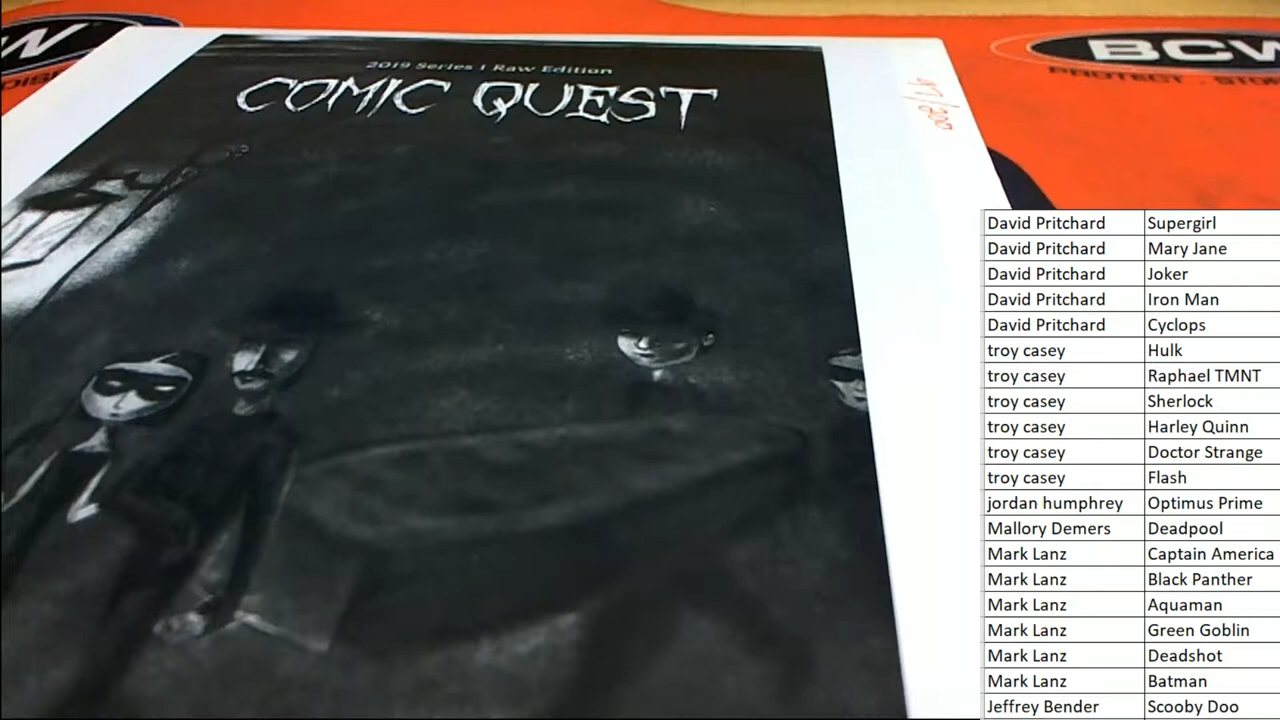 2019 Series 1 Raw Edition
COMIC QUEST
BCW
David Pritchard Supergirl
David Pritchard Mary Jane
David Pritchard Joker
David Pritchard Iron Man
David Pritchard Cyclops
troy casey Hulk
troy casey Raphael TMNT
troy casey Sherlock
troy casey Harley Quinn
troy casey Doctor Strange
troy casey Flash
jordan humphrey Optimus Prime
Mallory Demers Deadpool
Mark Lanz Captain America
Mark Lanz Black Panther
Mark Lanz Aquaman
Mark Lanz Green Goblin
Mark Lanz Deadshot
Mark Lanz Batman
Jeffrey Bender Scooby Doo